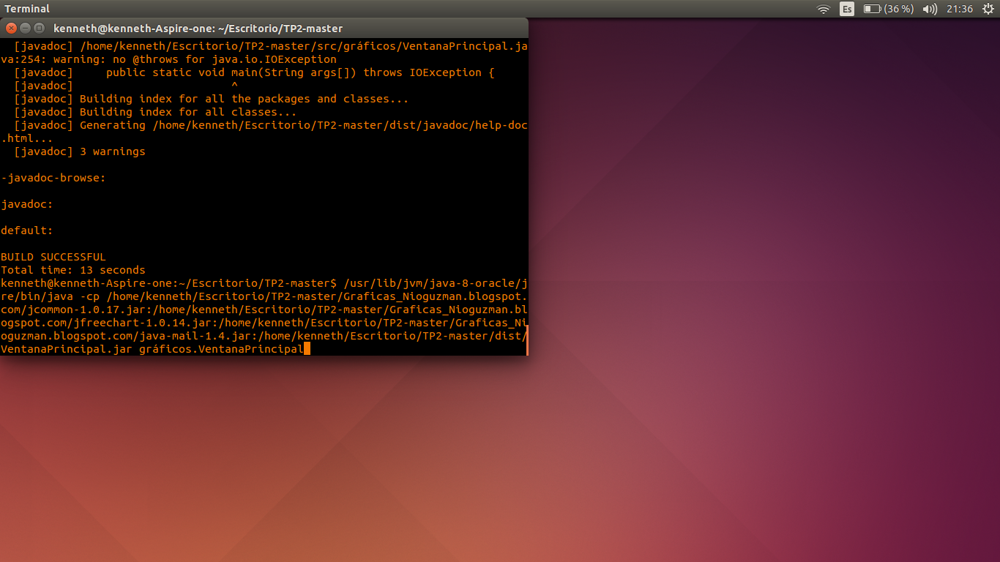 Terminal
Es
(36 %)
21:36
kenneth@kenneth-Aspire-one: ~/Escritorio/TP2-master
[javadoc] /home/kenneth/Escritorio/TP2-master/src/gráficos/VentanaPrincipal.ja
va:254: warning: no @throws for java.io.IOException
[javadoc]     public static void main(String args[]) throws IOException {
[javadoc]                        ^
[javadoc] Building index for all the packages and classes...
[javadoc] Building index for all classes...
[javadoc] Generating /home/kenneth/Escritorio/TP2-master/dist/javadoc/help-doc
.html...
[javadoc] 3 warnings
-javadoc-browse:
javadoc:
default:
BUILD SUCCESSFUL
Total time: 13 seconds
kenneth@kenneth-Aspire-one:~/Escritorio/TP2-master$ /usr/lib/jvm/java-8-oracle/j
re/bin/java -cp /home/kenneth/Escritorio/TP2-master/Graficas_Nioguzman.blogspot.
com/jcommon-1.0.17.jar:/home/kenneth/Escritorio/TP2-master/Graficas_Nioguzman.bl
ogspot.com/jfreechart-1.0.14.jar:/home/kenneth/Escritorio/TP2-master/Graficas_Ni
oguzman.blogspot.com/java-mail-1.4.jar:/home/kenneth/Escritorio/TP2-master/dist/
VentanaPrincipal.jar gráficos.VentanaPrincipal